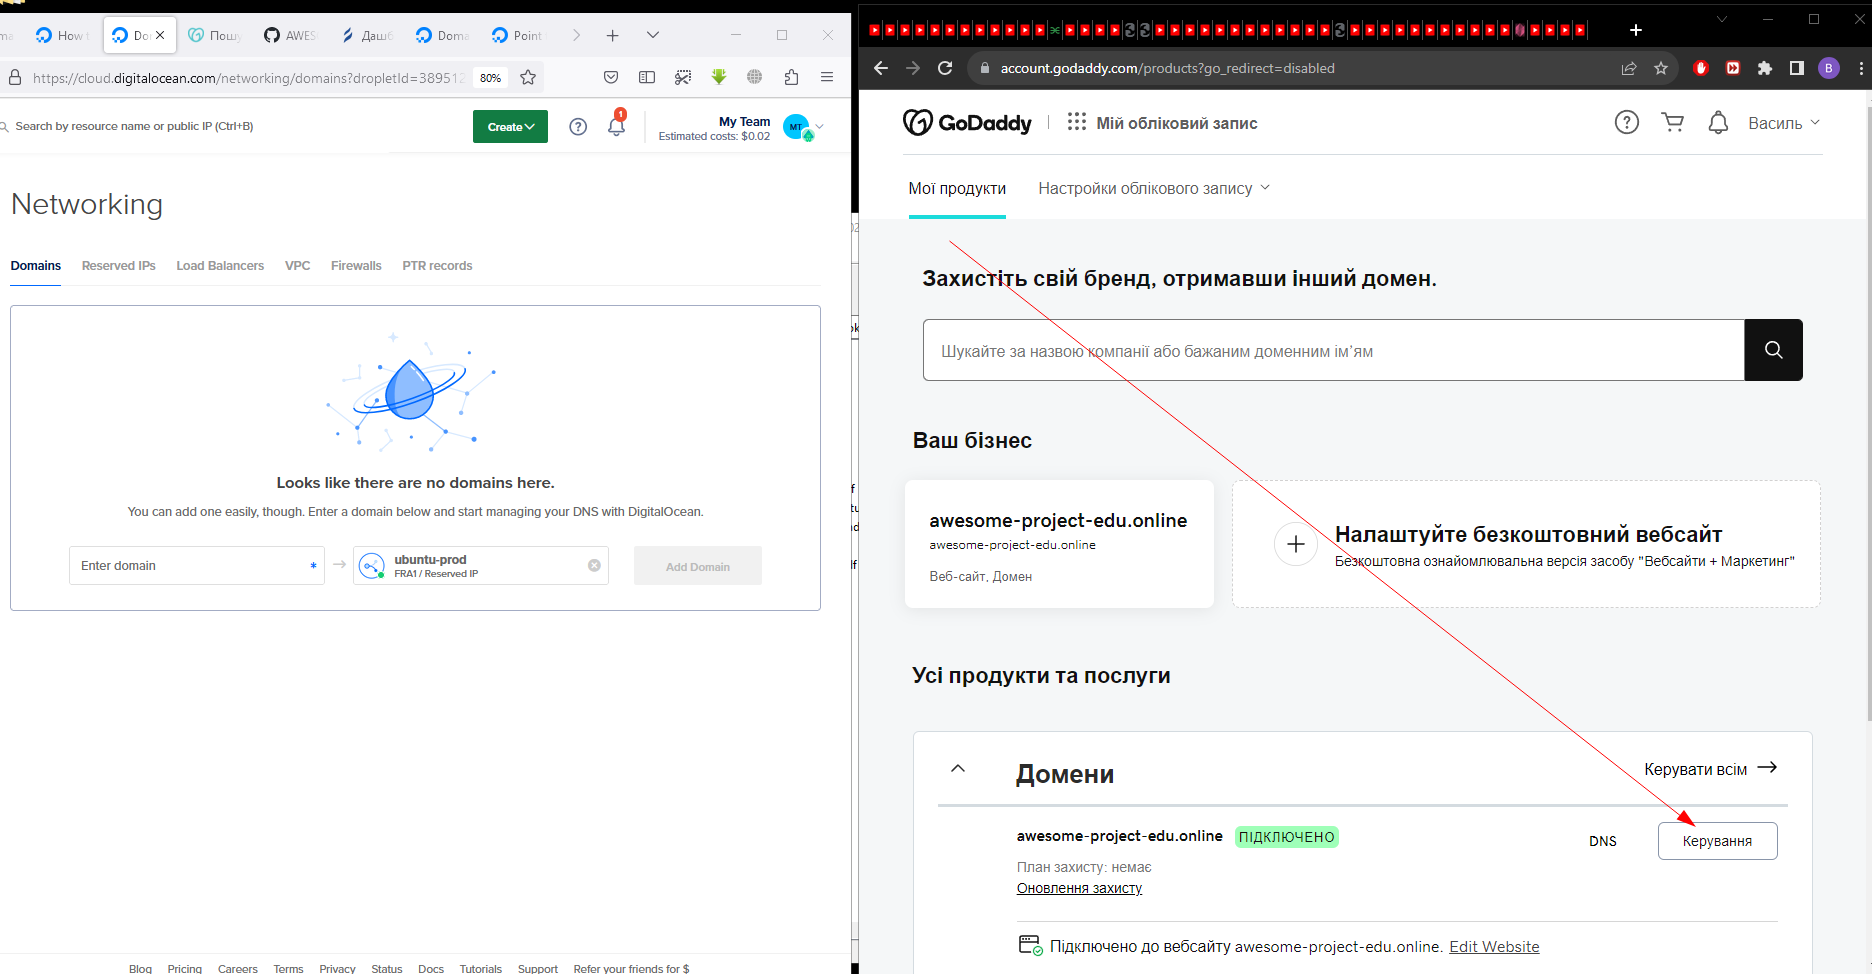 How t
Do
Пошу
AWES
Дашб
Doma
Point
https://cloud.digitalocean.com/networking/domains?dropletId=389512
80%
Search by resource name or public IP (Ctrl+B)
Create
1
My Team
Estimated costs: $0.02
MT
Networking
Domains
Reserved IPs
Load Balancers
VPC
Firewalls
PTR records
Looks like there are no domains here.
You can add one easily, though. Enter a domain below and start managing your DNS with DigitalOcean.
Enter domain *
ubuntu-prod
FRA1 / Reserved IP
Add Domain
Blog
Pricing
Careers
Terms
Privacy
Status
Docs
Tutorials
Support
Refer your friends for $
account.godaddy.com/products?go_redirect=disabled
B
GoDaddy
Мій обліковий запис
Василь
Мої продукти
Настройки облікового запису
Захистіть свій бренд, отримавши інший домен.
Шукайте за назвою компанії або бажаним доменним ім’ям
Ваш бізнес
awesome-project-edu.online
awesome-project-edu.online
Веб-сайт, Домен
Налаштуйте безкоштовний вебсайт
Безкоштовна ознайомлювальна версія засобу "Вебсайти + Маркетинг"
Усі продукти та послуги
Домени
Керувати всім
awesome-project-edu.online
ПІДКЛЮЧЕНО
DNS
Керування
План захисту: немає
Оновлення захисту
Підключено до вебсайту awesome-project-edu.online. Edit Website